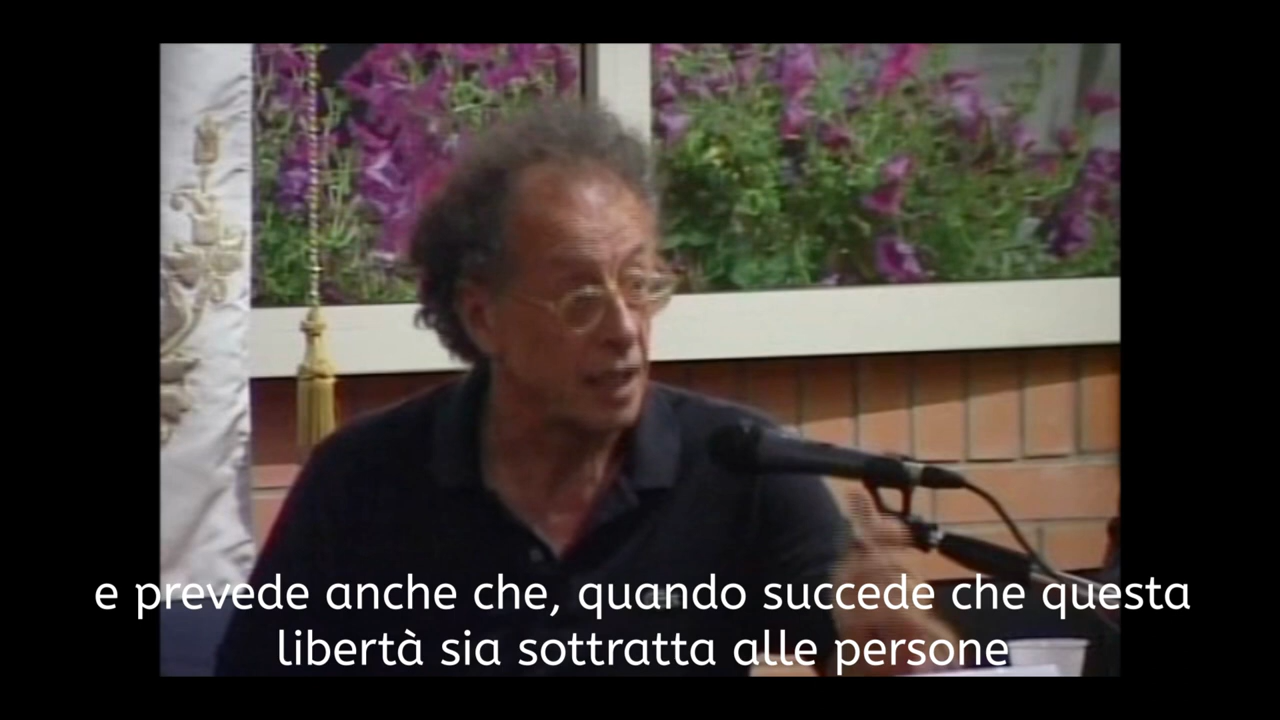 e prevede anche che, quando succede che questa
libertà sia sottratta alle persone